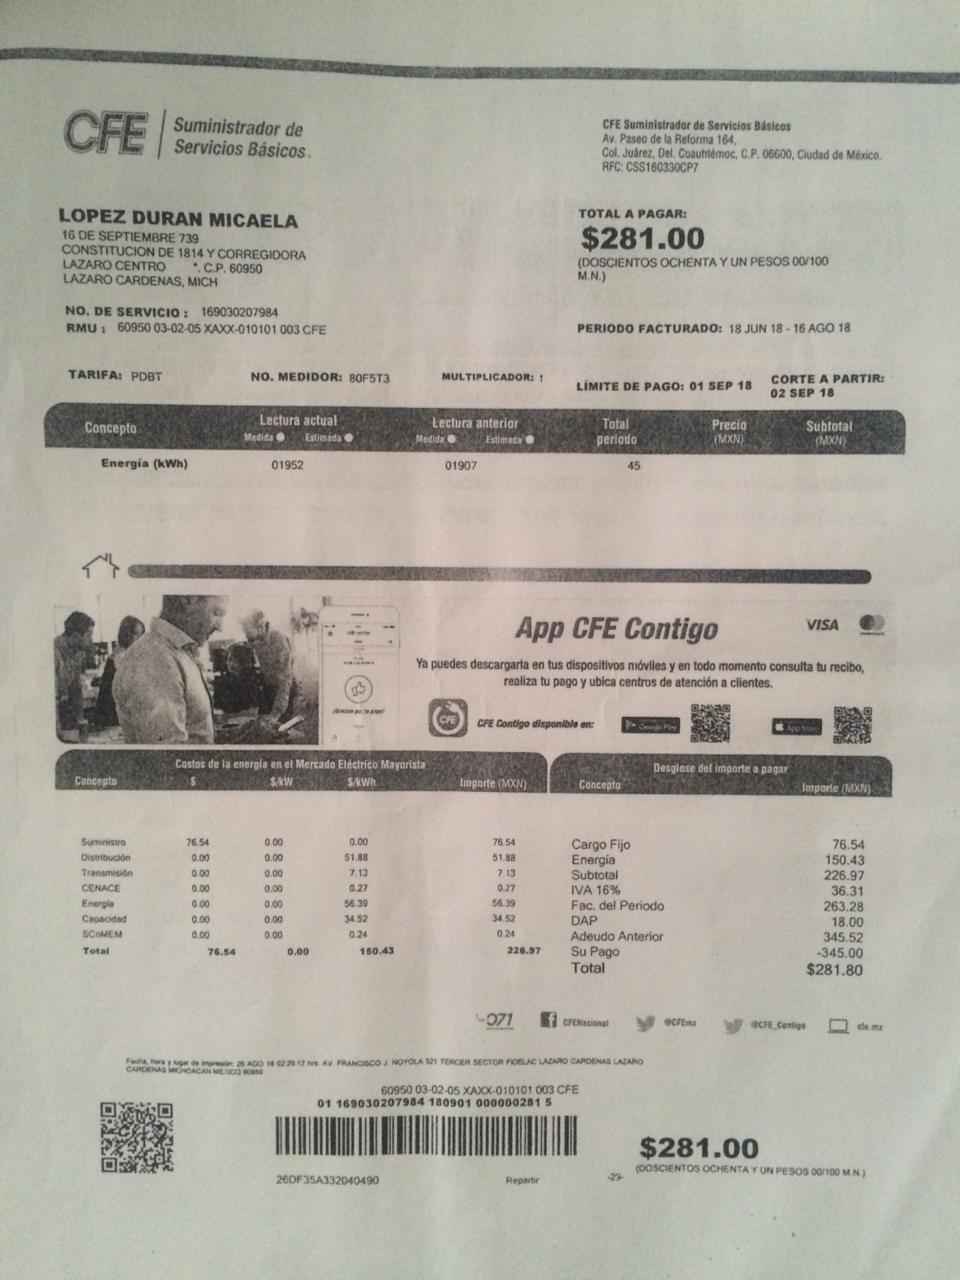 CFE
Suministrador de
Servicios Básicos.
CFE Suministrador de Servicios Básicos
Av. Paseo de la Reforma 164,
Col. Juárez, Del. Cuauhtémoc, C.P. 06600, Ciudad de México.
RFC: CSS160330CP7
LOPEZ DURAN MICAELA
16 DE SEPTIEMBRE 739
CONSTITUCION DE 1814 Y CORREGIDORA
LAZARO CENTRO *. C.P. 60950
LAZARO CARDENAS, MICH
TOTAL A PAGAR:
$281.00
(DOSCIENTOS OCHENTA Y UN PESOS 00/100
M.N.)
NO. DE SERVICIO : 169030207984
RMU : 60950 03-02-05 XAXX-010101 003 CFE
PERIODO FACTURADO: 18 JUN 18 - 16 AGO 18
TARIFA: PDBT NO. MEDIDOR: 80F5T3 MULTIPLICADOR: 1
LÍMITE DE PAGO: 01 SEP 18
CORTE A PARTIR:
02 SEP 18
Concepto Lectura actual Lectura anterior Total periodo Precio (MXN) Subtotal (MXN)
Medida Estimada Medida Estimada
Energía (kWh) 01952 01907 45
App CFE Contigo
VISA
Ya puedes descargarla en tus dispositivos móviles y en todo momento consulta tu recibo,
realiza tu pago y ubica centros de atención a clientes.
CFE
CFE Contigo disponible en:
Google Play
App Store
Costos de la energía en el Mercado Eléctrico Mayorista
Concepto $ $/kW $/kWh Importe (MXN)
Suministro 76.54 0.00 0.00 76.54
Distribución 0.00 0.00 51.88 51.88
Transmisión 0.00 0.00 7.13 7.13
CENACE 0.00 0.00 0.27 0.27
Energía 0.00 0.00 56.39 56.39
Capacidad 0.00 0.00 34.52 34.52
SCnMEM 0.00 0.00 0.24 0.24
Total 76.54 0.00 150.43 226.97
Desglose del importe a pagar
Concepto Importe (MXN)
Cargo Fijo 76.54
Energía 150.43
Subtotal 226.97
IVA 16% 36.31
Fac. del Periodo 263.28
DAP 18.00
Adeudo Anterior 345.52
Su Pago -345.00
Total $281.80
071 CFENacional @CFEmx @CFE_Contigo cfe.mx
Fecha, hora y lugar de impresión: 02:29:12 hrs. AV. FRANCISCO J. NOYOLA 521 TERCER SECTOR FIDELAC LAZARO CARDENAS LAZARO
CARDENAS MICHOACAN MEXICO 60950
60950 03-02-05 XAXX-010101 003 CFE
01 169030207984 180901 000000281 5
26DF35A332040490
Repartir
$281.00
(DOSCIENTOS OCHENTA Y UN PESOS 00/100 M.N.)